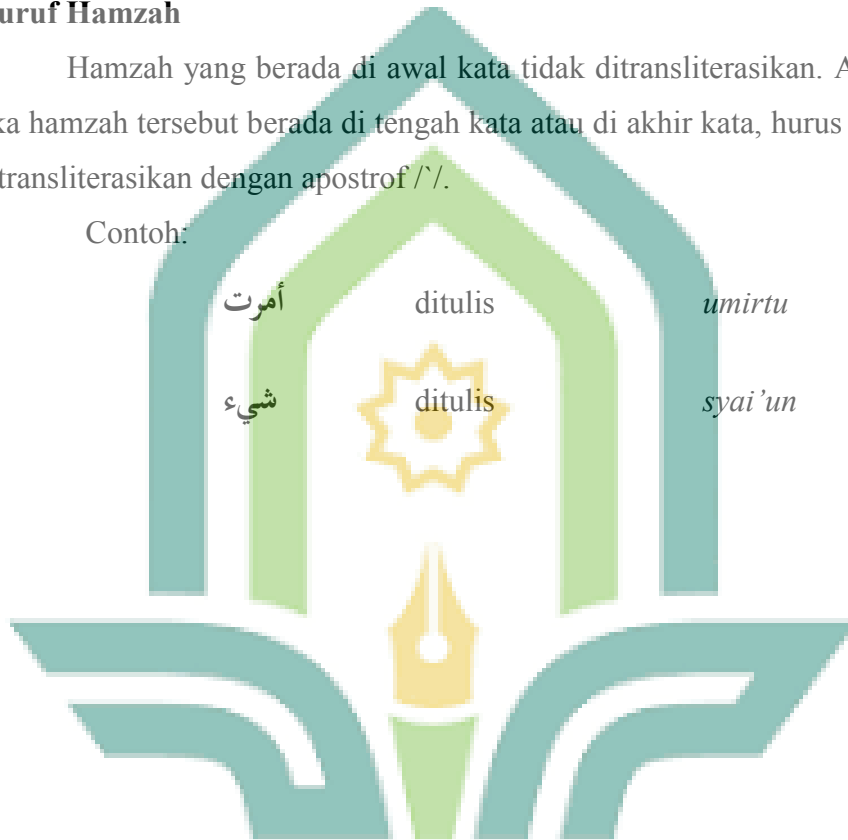 uruf Hamzah
Hamzah yang berada di awal kata tidak ditransliterasikan. A
ka hamzah tersebut berada di tengah kata atau di akhir kata, hurus
transliterasikan dengan apostrof /`/.
Contoh:
أمرت ditulis umirtu
شيء ditulis syai’un